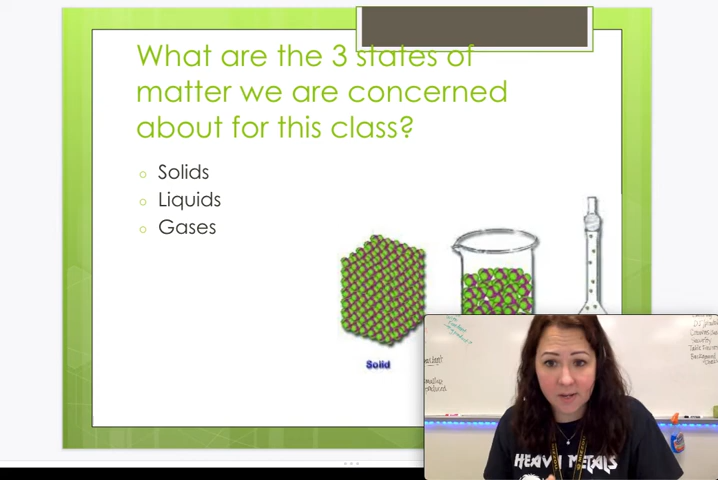 What are the 3 states of
matter we are concerned
about for this class?
Solids
Liquids
Gases
Solid
HEAVY METALS